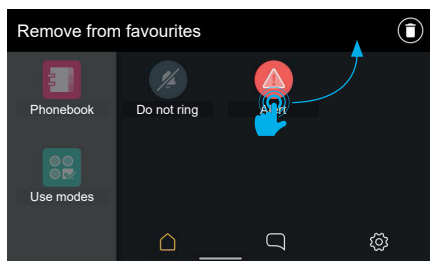 Remove from favourites
Phonebook
Do not ring
Alert
Use modes